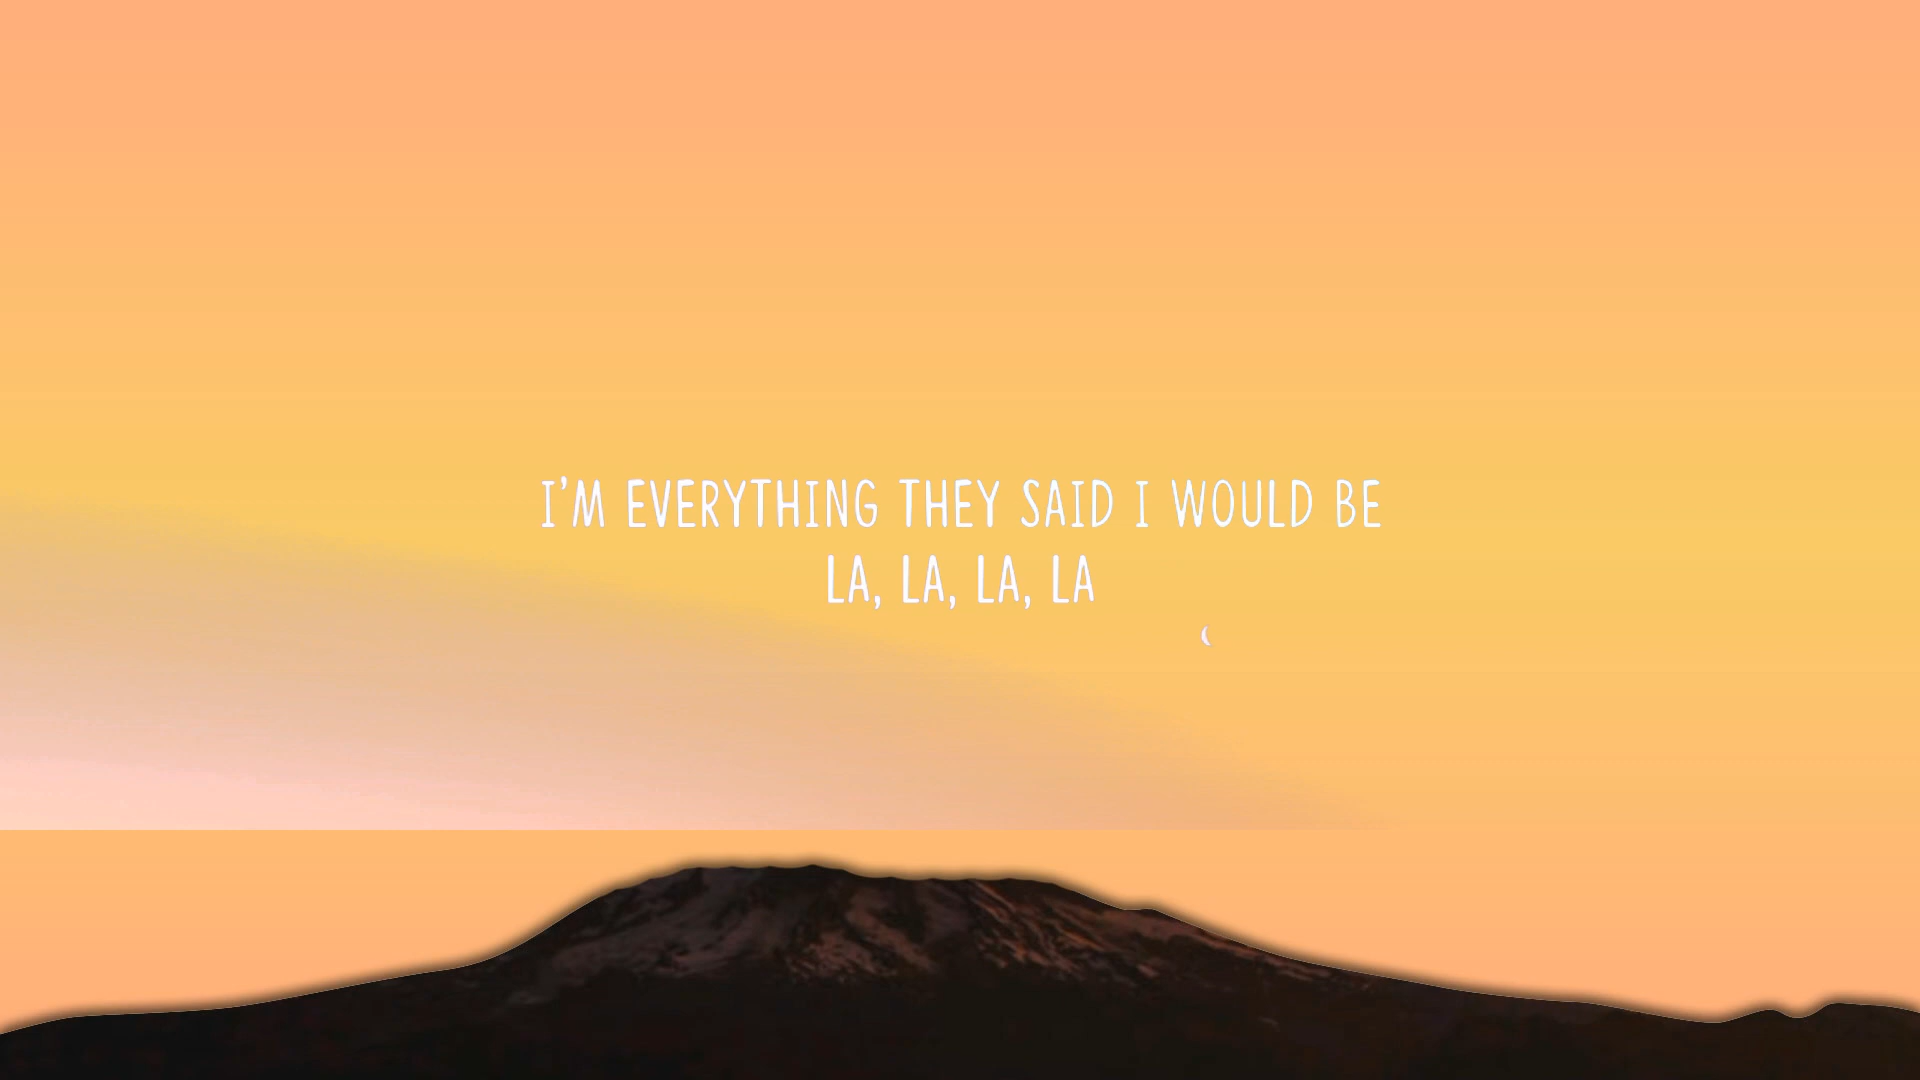 I'M EVERYTHING THEY SAID I WOULD BE
LA, LA, LA, LA